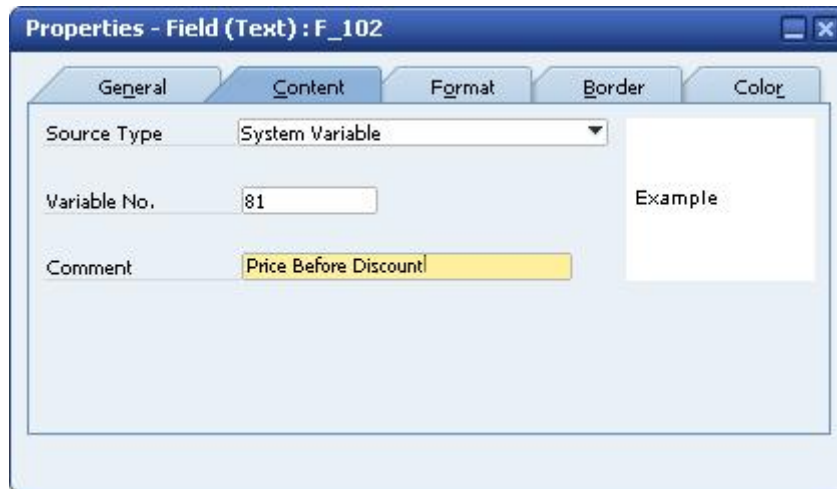 Properties - Field (Text) : F_102
General Content Format Border Color
Source Type System Variable
Variable No. 81 Example
Comment Price Before Discount